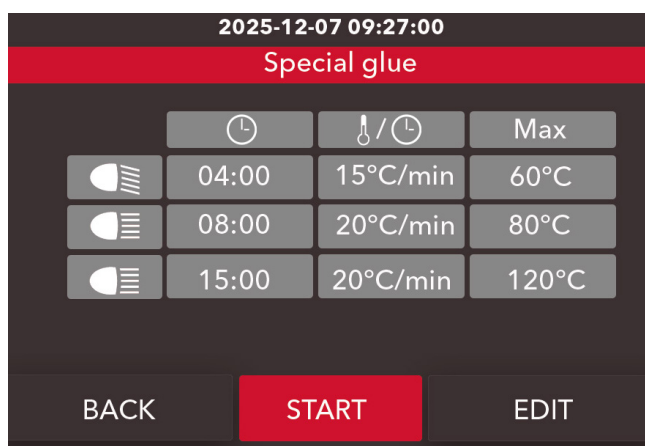 2025-12-07 09:27:00
Special glue
/ Max
04:00 15°C/min 60°C
08:00 20°C/min 80°C
15:00 20°C/min 120°C
BACK START EDIT